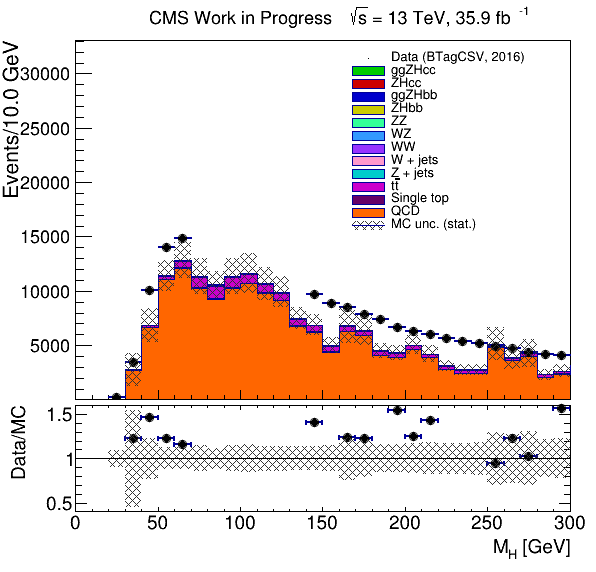 CMS Work in Progress √s = 13 TeV, 35.9 fb⁻¹
Events/10.0 GeV
30000
25000
20000
15000
10000
5000
Data (BTagCSV, 2016)
ggZHcc
ZHcc
ggZHbb
ZHbb
ZZ
WZ
WW
W + jets
Z + jets
tt̅
Single top
QCD
MC unc. (stat.)
Data/MC
1.5
1
0.5
0 50 100 150 200 250 300
M_H [GeV]